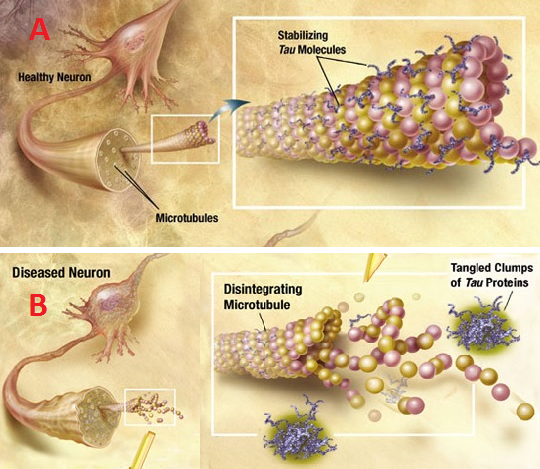 A
Stabilizing
Tau Molecules
Healthy Neuron
Microtubules
Diseased Neuron
B
Disintegrating
Microtubule
Tangled Clumps
of Tau Proteins